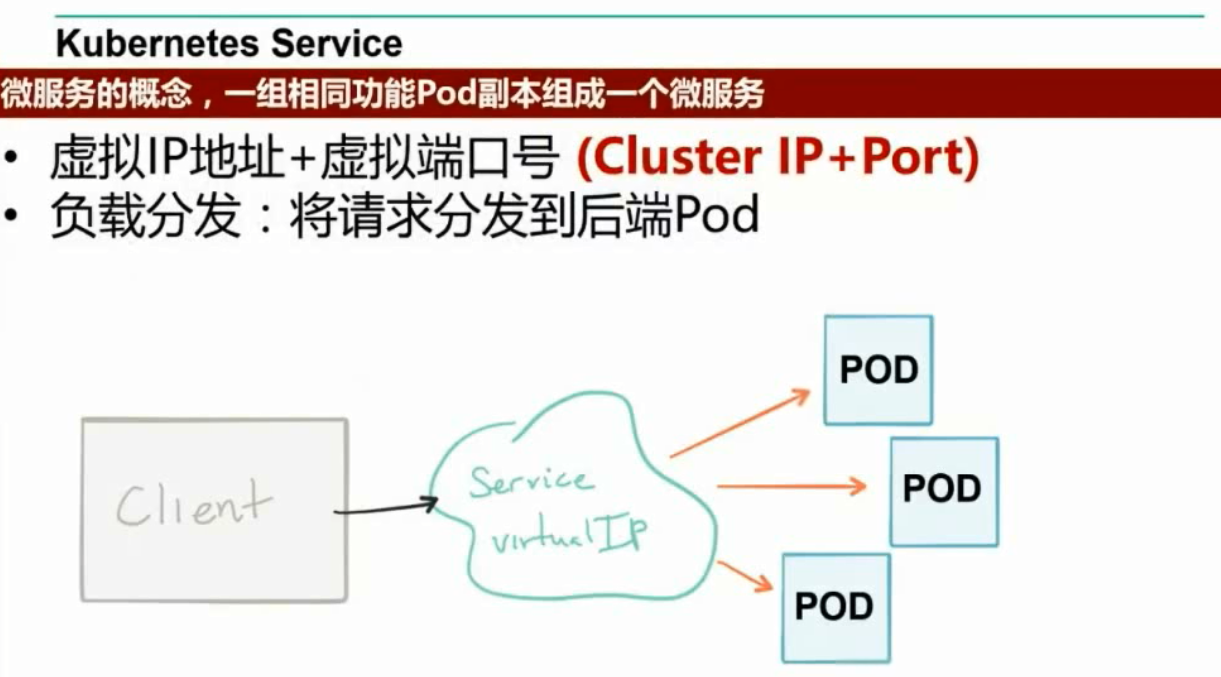 Kubernetes Service
微服务的概念，一组相同功能Pod副本组成一个微服务
• 虚拟IP地址+虚拟端口号 (Cluster IP+Port)
• 负载分发：将请求分发到后端Pod
POD
Client
Service
virtual IP
POD
POD